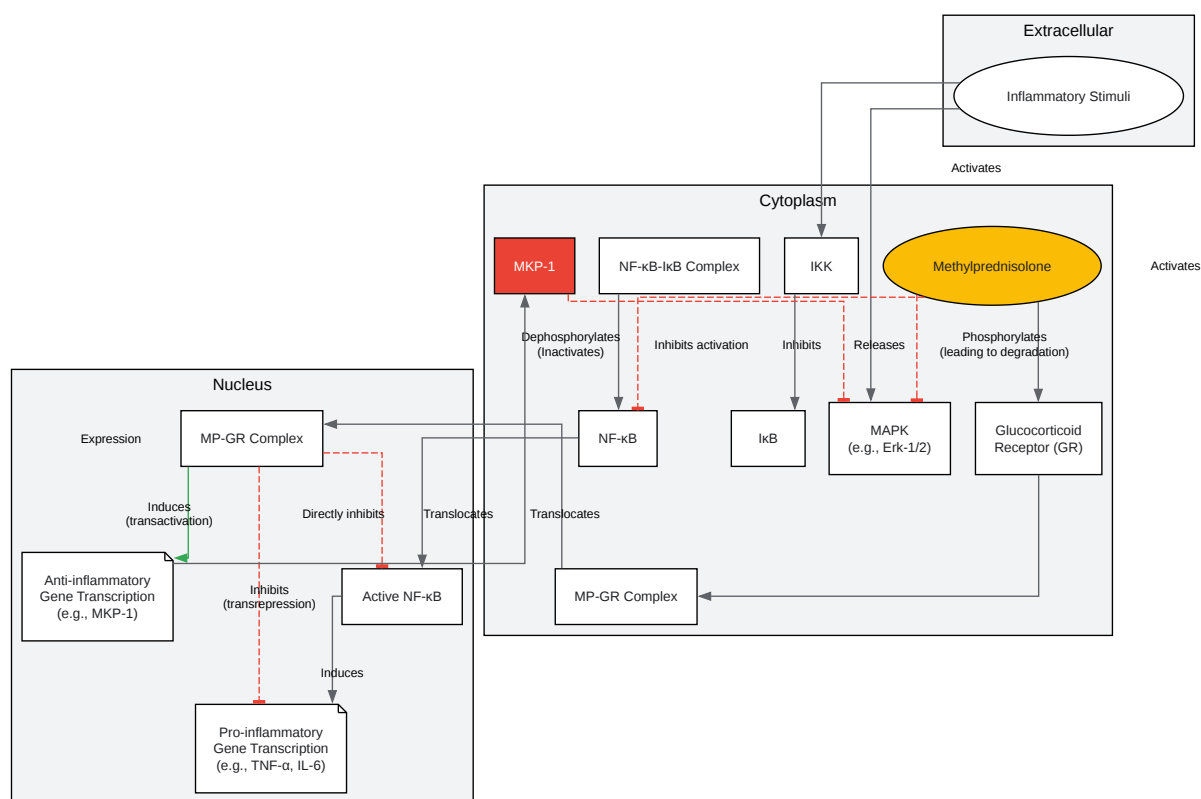 Extracellular
Inflammatory Stimuli
Activates
Cytoplasm
MKP-1
NF-κB-IκB Complex
IKK
Methylprednisolone
Activates
Dephosphorylates
(Inactivates)
Inhibits activation
Inhibits
Releases
Phosphorylates
(leading to degradation)
Nucleus
Expression
MP-GR Complex
NF-κB
IκB
MAPK
(e.g., Erk-1/2)
Glucocorticoid
Receptor (GR)
Induces
(transactivation)
Directly inhibits
Translocates
Translocates
Anti-inflammatory
Gene Transcription
(e.g., MKP-1)
Inhibits
(transrepression)
Active NF-κB
MP-GR Complex
Induces
Pro-inflammatory
Gene Transcription
(e.g., TNF-α, IL-6)